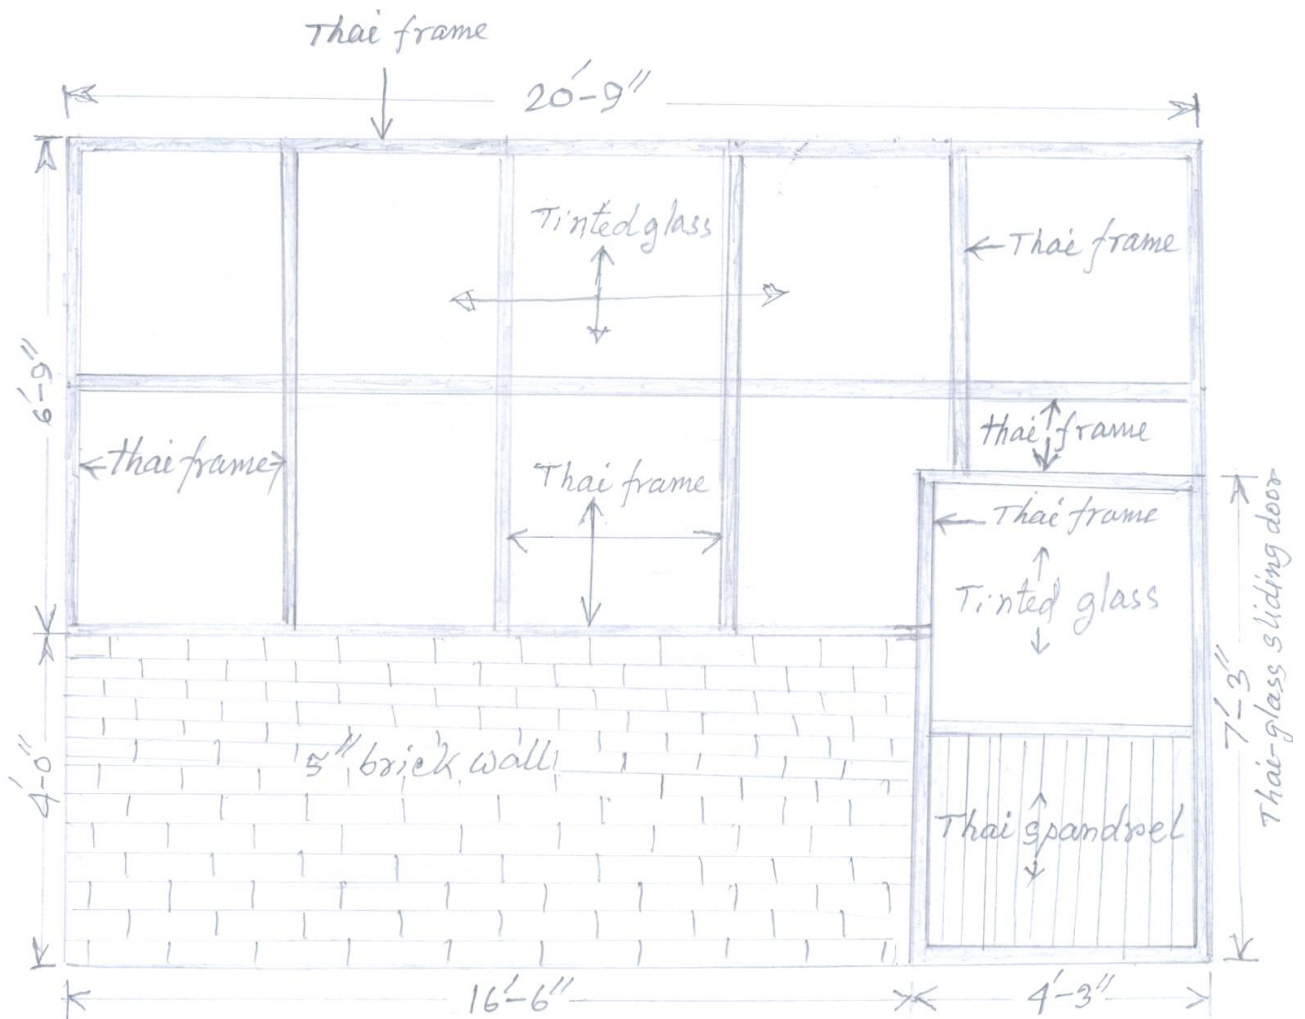 Thai frame
20'-9"
Tinted glass
Thai frame
6'-9"
thai frame
thai frame
Thai frame
Thai frame
Tinted glass
Thai-glass sliding door
7'-3"
5" brick wall
4'-0"
Thai spandrel
16'-6"
4'-3"